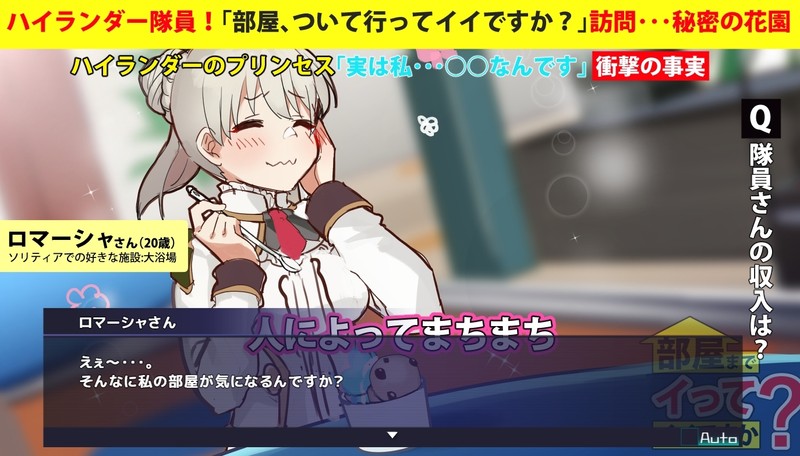 ハイランダー隊員！「部屋、ついて行ってイイですか？」訪問･･･秘密の花園
ハイランダーのプリンセス「実は私･･･〇〇なんです」衝撃の事実
Q 隊員さんの収入は？
ロマーシャさん（20歳）
ソリティアでの好きな施設:大浴場
人によってまちまち
ロマーシャさん
えぇ～･･･。
そんなに私の部屋が気になるんですか？
部屋まで
イって
か？
Auto